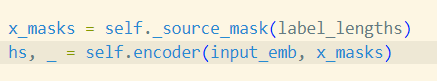 x_masks = self._source_mask(label_lengths)
hs, _ = self.encoder(input_emb, x_masks)